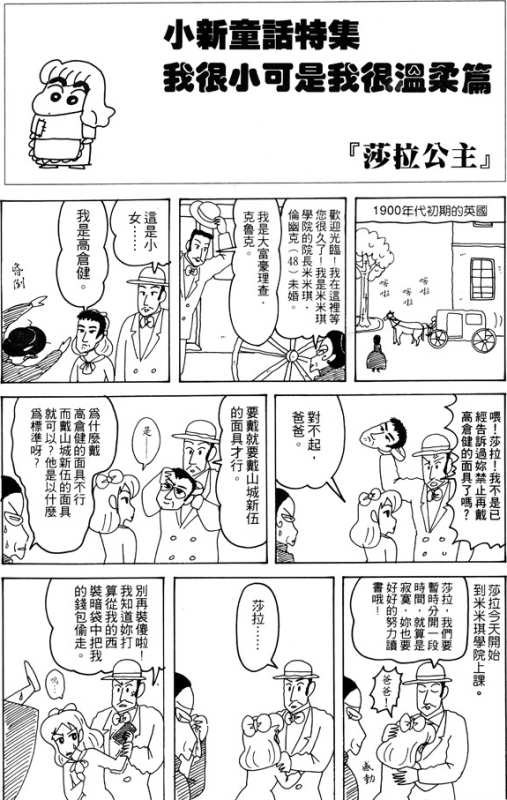 小新童話特集
我很小可是我很溫柔篇
『莎拉公主』
1900年代初期的英國
嘚啦
嘚啦
嘚啦
歡迎光臨!我在這裡等
您很久了!我是米米琪
學院的院長米米琪.
倫幽克(48)未婚。
我是大富豪理查.
克魯克。
這是小
女……
我是高倉健。
昏倒
喂!莎拉!我不是已
經告訴過妳禁止再戴
高倉健的面具了嗎?
對不起,
爸爸。
要戴就要戴山城新伍
的面具才行。
是…
為什麼戴
高倉健的面具不行
而戴山城新伍的面具
就可以?他是以什麼
為標準呀?
莎拉今天開始
到米米琪學院上課。
莎拉,我們要
暫時分開一段
時間,就算是
寂寞,妳也要
好好的努力讀
書哦!
爸爸!
感動
莎拉……
別再裝傻啦!
我知道妳打
算從我的西
裝暗袋中把我
的錢包偷走。